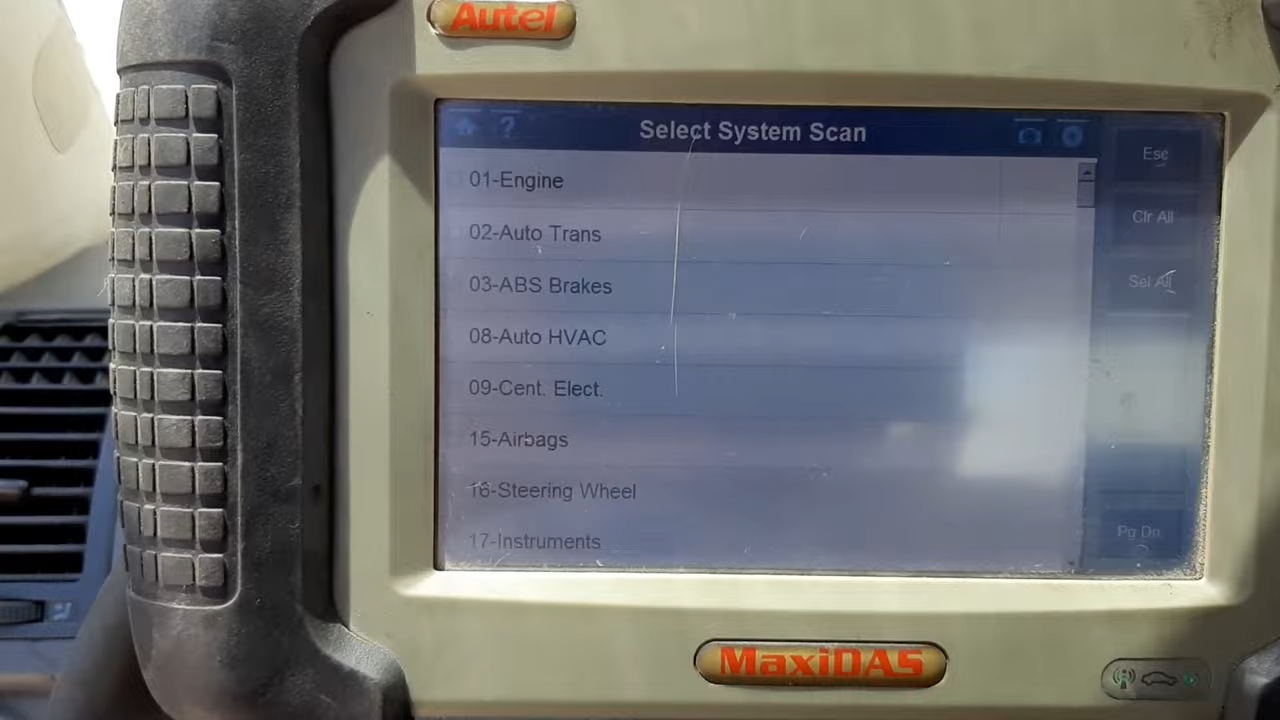 Autel
? Select System Scan
01-Engine
02-Auto Trans
03-ABS Brakes
08-Auto HVAC
09-Cent. Elect.
15-Airbags
16-Steering Wheel
17-Instruments
Esc
Clr All
Sel All
Pg Dn
MaxiDAS